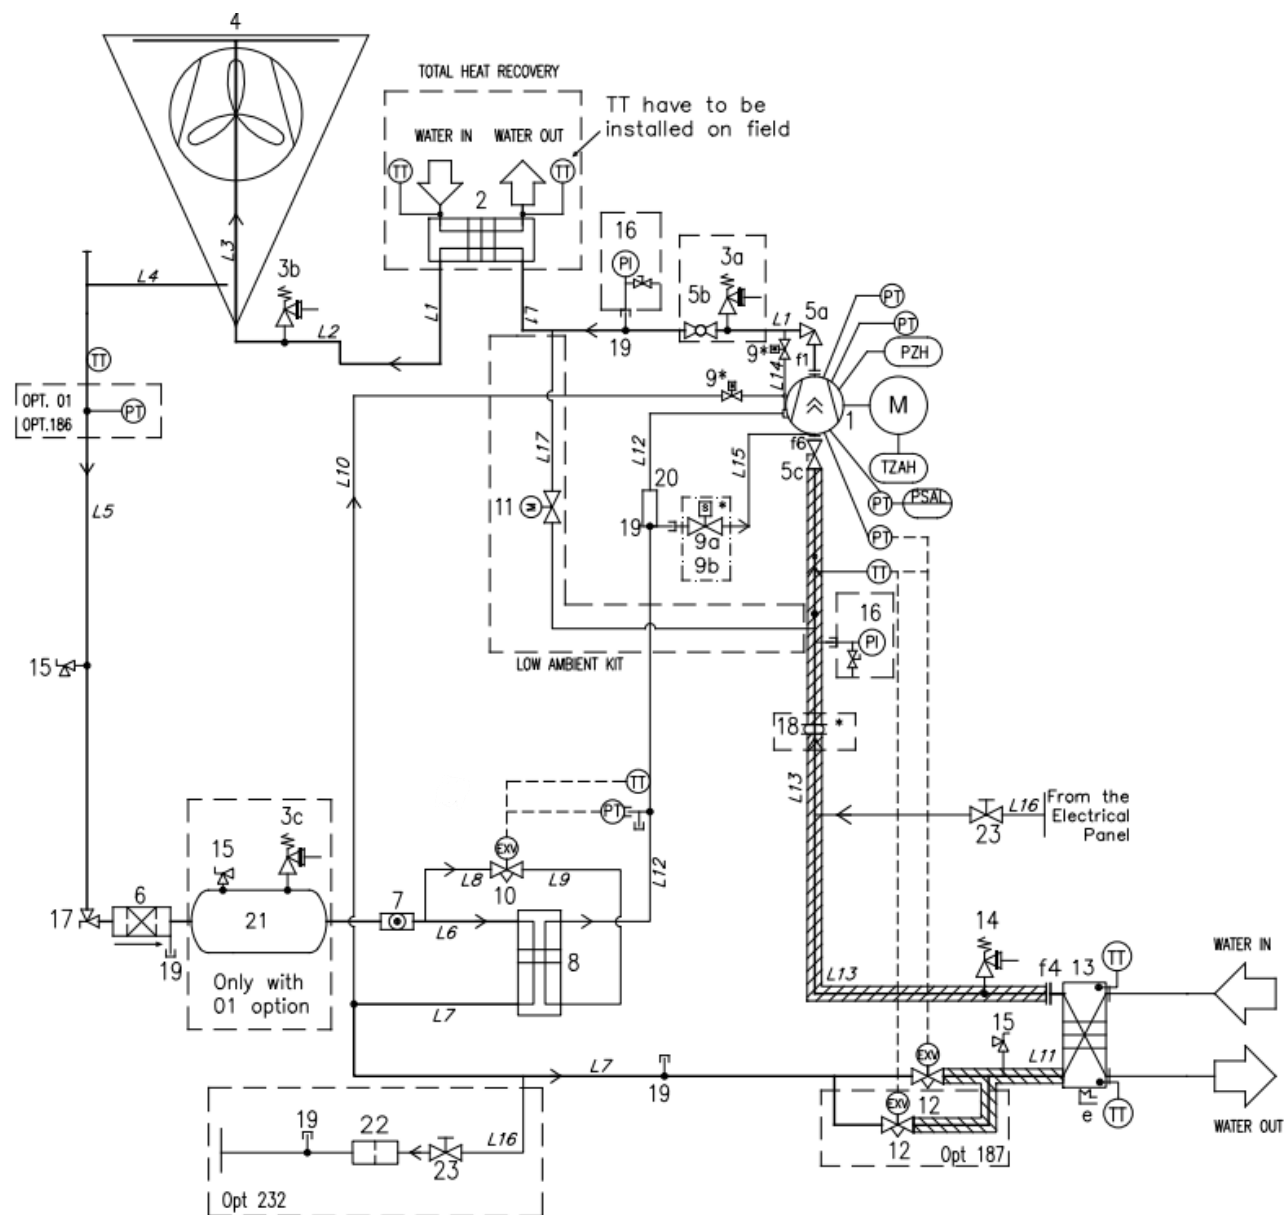 4
TOTAL HEAT RECOVERY
TT have to be
installed on field
WATER IN
WATER OUT
TT
TT
2
16
PI
3a
5b
L1
5a
PT
PT
PZH
3b
L3
L4
L2
L1
L1
19
9*
f1
L14
9*
1
M
TZAH
TT
OPT. 01
OPT.186
PT
L5
L10
L17
L12
L15
f6
5c
PT
PSAL
PT
11
M
20
19
S
*
9a
9b
TT
16
PI
15
LOW AMBIENT KIT
18
*
L13
TT
PT
L16
23
From the
Electrical
Panel
3c
15
EXV
L8
10
L9
L12
17
6
21
7
L6
8
19
Only with
01 option
L7
14
L13
f4
13
TT
WATER IN
15
L11
L7
19
EXV
12
EXV
12
e
TT
WATER OUT
Opt 187
19
22
23
L16
Opt 232